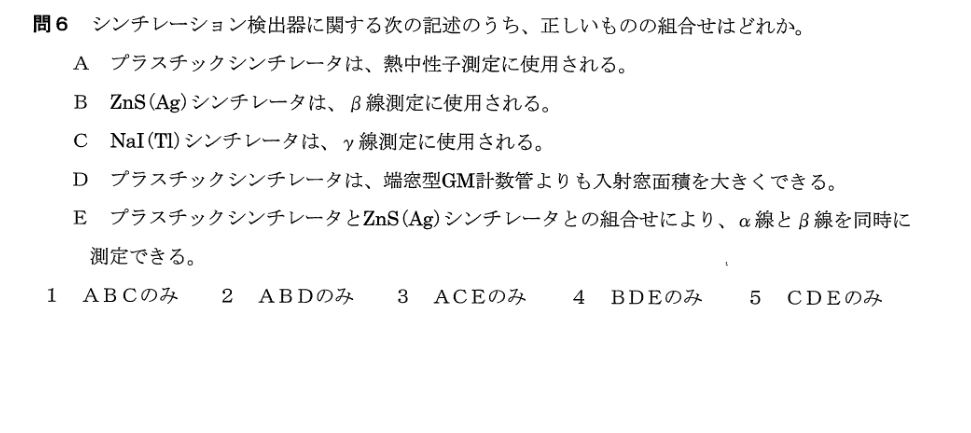 問6　シンチレーション検出器に関する次の記述のうち、正しいものの組合せはどれか。
A　プラスチックシンチレータは、熱中性子測定に使用される。
B　ZnS(Ag)シンチレータは、β線測定に使用される。
C　NaI(Tl)シンチレータは、γ線測定に使用される。
D　プラスチックシンチレータは、端窓型GM計数管よりも入射窓面積を大きくできる。
E　プラスチックシンチレータとZnS(Ag)シンチレータとの組合せにより、α線とβ線を同時に
測定できる。
1　ABCのみ　2　ABDのみ　3　ACEのみ　4　BDEのみ　5　CDEのみ